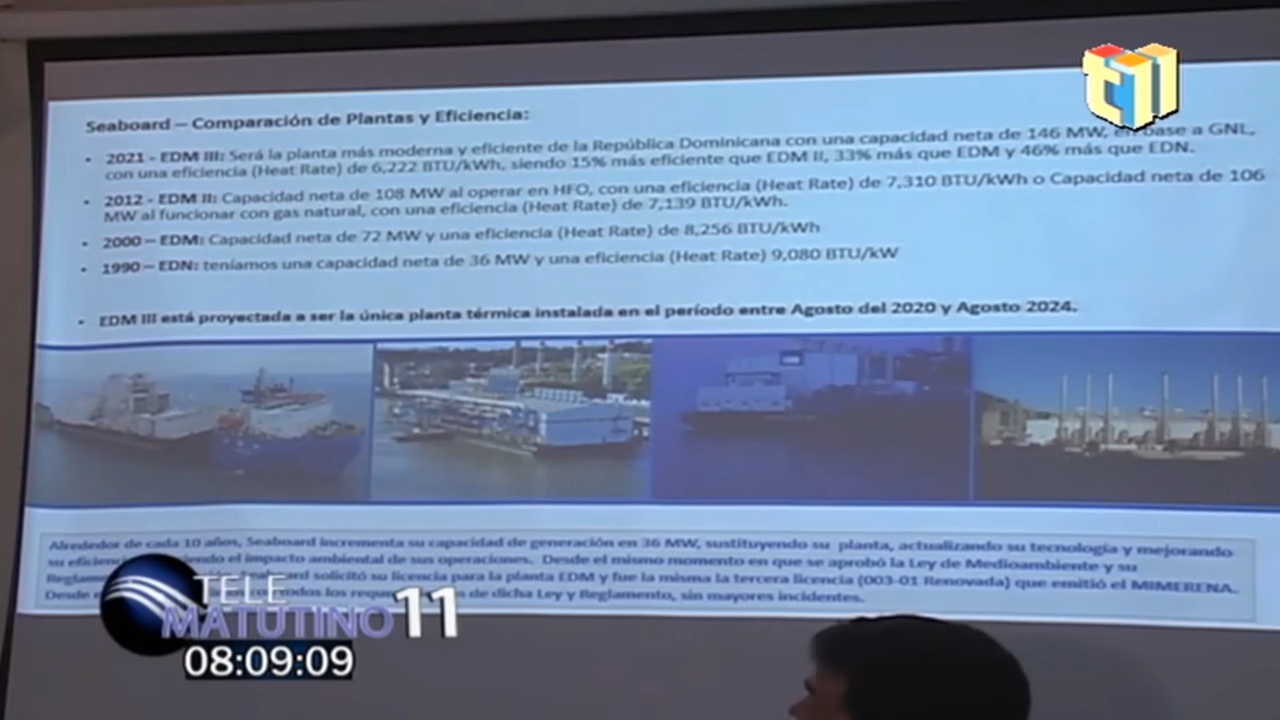 t11
Seaboard – Comparación de Plantas y Eficiencia:
• 2021 - EDM III: Será la planta más moderna y eficiente de la República Dominicana con una capacidad neta de 146 MW, en base a GNL,
con una eficiencia (Heat Rate) de 6,222 BTU/kWh, siendo 15% más eficiente que EDM II, 33% más que EDM y 46% más que EDN.
• 2012 - EDM II: Capacidad neta de 108 MW al operar en HFO, con una eficiencia (Heat Rate) de 7,310 BTU/kWh o Capacidad neta de 106
MW al funcionar con gas natural, con una eficiencia (Heat Rate) de 7,139 BTU/kWh.
• 2000 – EDM: Capacidad neta de 72 MW y una eficiencia (Heat Rate) de 8,256 BTU/kWh
• 1990 – EDN: teníamos una capacidad neta de 36 MW y una eficiencia (Heat Rate) 9,080 BTU/kW
• EDM III está proyectada a ser la única planta térmica instalada en el período entre Agosto del 2020 y Agosto 2024.
Alrededor de cada 10 años, Seaboard incrementa su capacidad de generación en 36 MW, sustituyendo su planta, actualizando su tecnología y mejorando
su el impacto ambiental de sus operaciones. Desde el mismo momento en que se aprobó la Ley de Medioambiente y su
solicitó su licencia para la planta EDM y fue la misma la tercera licencia (003-01 Renovada) que emitió el MIMERENA.
Desde todos los de dicha Ley y Reglamento, sin mayores incidentes.
TELE
MATUTINO 11
08:09:09